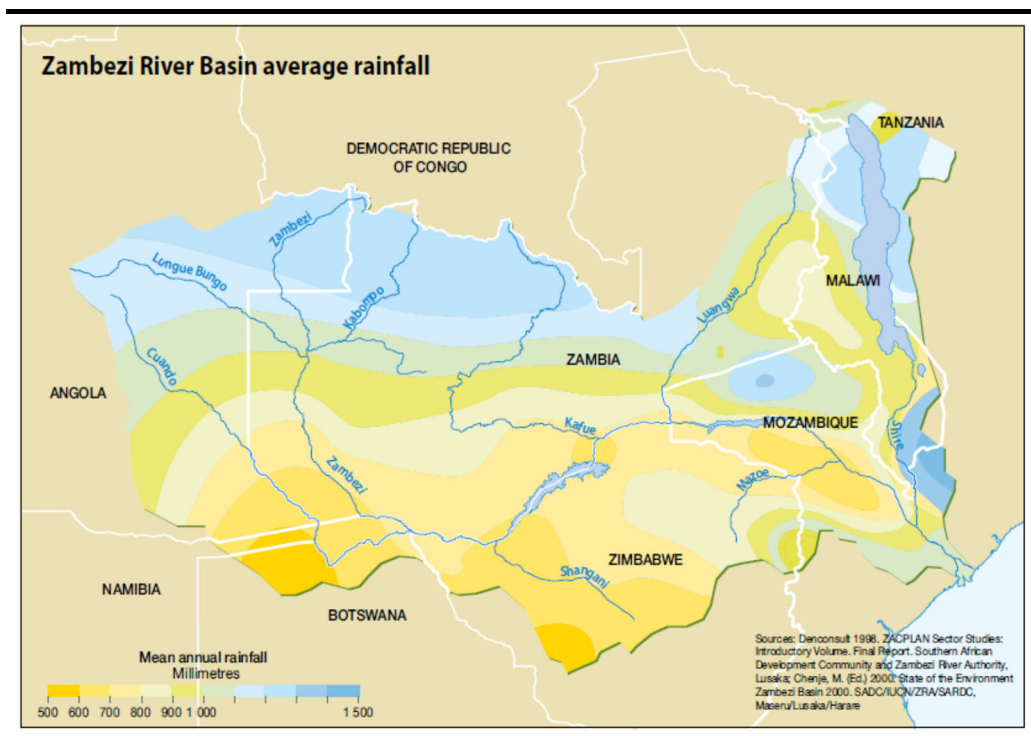 Zambezi River Basin average rainfall
TANZANIA
DEMOCRATIC REPUBLIC
OF CONGO
Zambezi
Lungue Bungo
MALAWI
Kabompo
Luangwa
Cuando
ZAMBIA
ANGOLA
MOZAMBIQUE
Kafue
Shire
Zambezi
Mazoe
ZIMBABWE
Shangani
NAMIBIA
BOTSWANA
Mean annual rainfall
Millimetres
500 600 700 800 900 1 000 1 500
Sources: Denconsult 1998. ZACPLAN Sector Studies:
Introductory Volume. Final Report. Southern African
Development Community and Zambezi River Authority,
Lusaka; Chenje, M. (Ed.) 2000. State of the Environment
Zambezi Basin 2000. SADC/IUCN/ZRA/SARDC,
Maseru/Lusaka/Harare